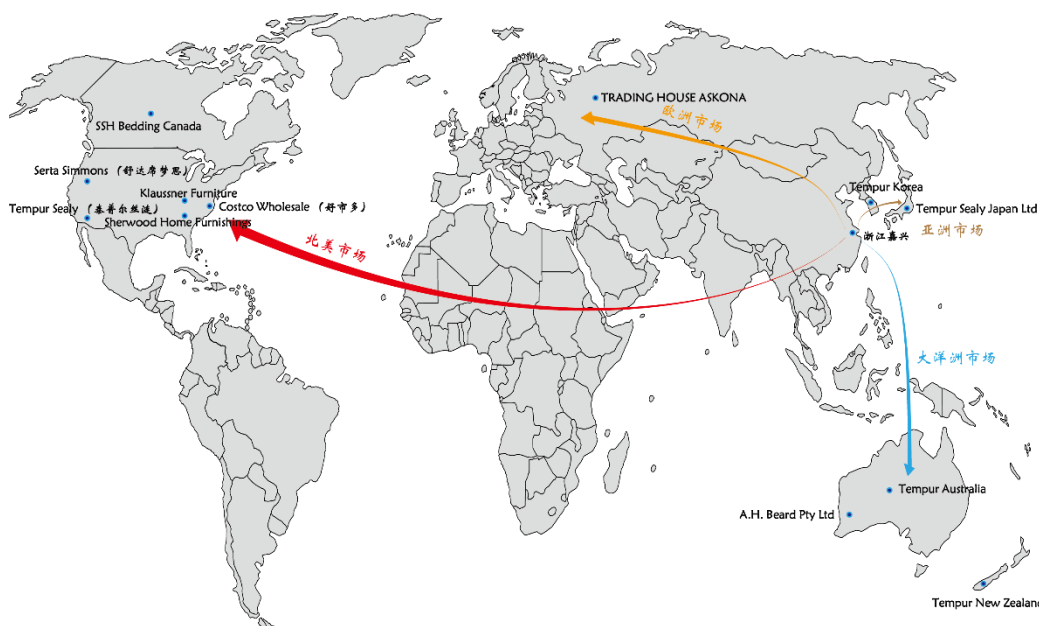 TRADING HOUSE ASKONA
欧洲市场
SSH Bedding Canada
Serta Simmons（舒达席梦思）
Klaussner Furniture
Tempur Sealy（泰普尔丝涟）
Costco Wholesale（好市多）
Sherwood Home Furnishings
北美市场
Tempur Korea
Tempur Sealy Japan Ltd
亚洲市场
浙江嘉兴
大洋洲市场
Tempur Australia
A.H. Beard Pty Ltd
Tempur New Zealand